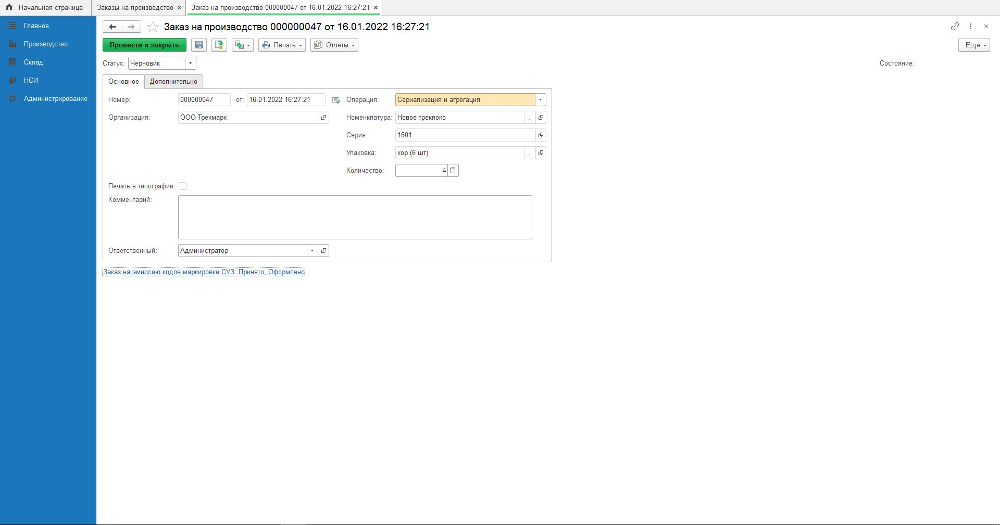 Начальная страница
Заказы на производство
Заказ на производство 000000047 от 16.01.2022 16:27:21
Главное
Производство
Склад
НСИ
Администрирование
Заказ на производство 000000047 от 16.01.2022 16:27:21
Провести и закрыть
Печать
Отчеты
Еще
Статус: Черновик
Состояние:
Основное
Дополнительно
Номер: 000000047 от: 16.01.2022 16:27:21
Операция: Сериализация и агрегация
Организация: ООО Трекмарк
Номенклатура: Новое треклоко ...
Серия: 1601
Упаковка: кор (6 шт) ...
Количество: 4
Печать в типографии:
Комментарий:
Ответственный: Администратор
Заказ на эмиссию кодов маркировки СУЗ: Принято, Оформлено